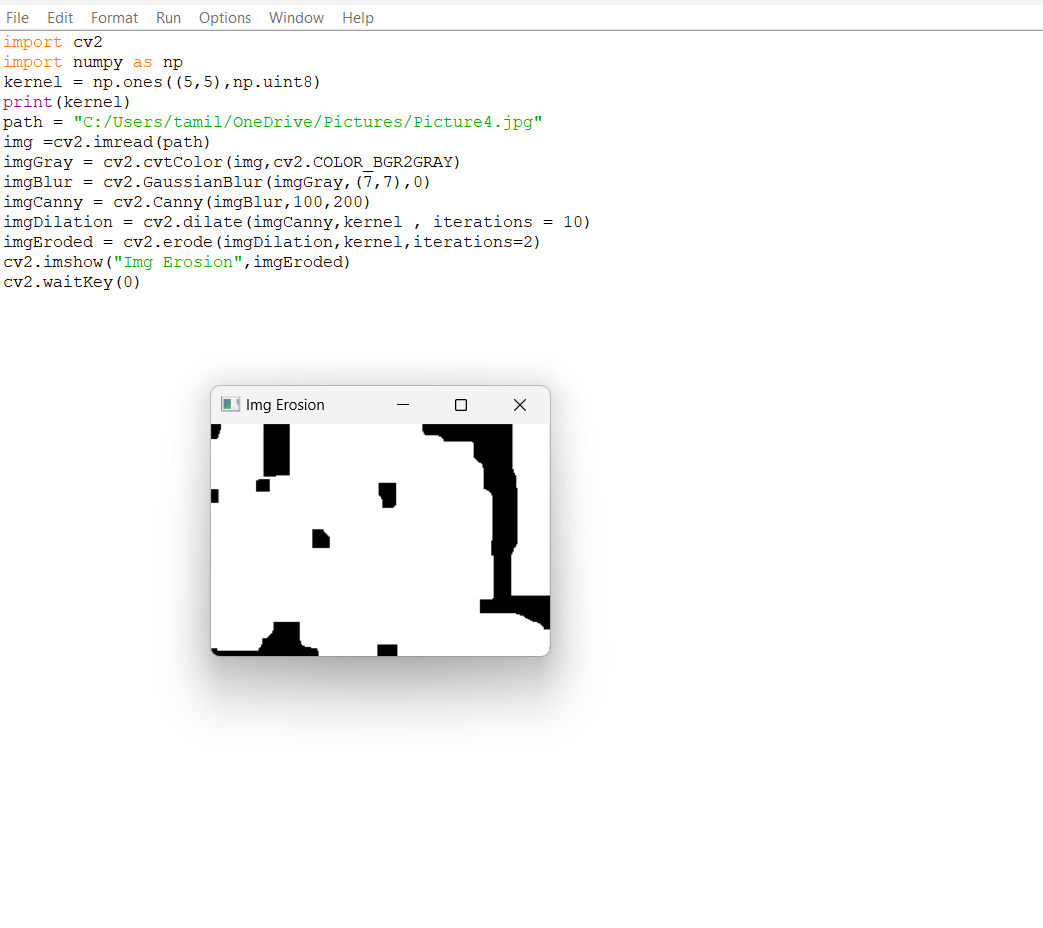 File Edit Format Run Options Window Help
import cv2
import numpy as np
kernel = np.ones((5,5),np.uint8)
print(kernel)
path = "C:/Users/tamil/OneDrive/Pictures/Picture4.jpg"
img =cv2.imread(path)
imgGray = cv2.cvtColor(img,cv2.COLOR_BGR2GRAY)
imgBlur = cv2.GaussianBlur(imgGray,(7,7),0)
imgCanny = cv2.Canny(imgBlur,100,200)
imgDilation = cv2.dilate(imgCanny,kernel , iterations = 10)
imgEroded = cv2.erode(imgDilation,kernel,iterations=2)
cv2.imshow("Img Erosion",imgEroded)
cv2.waitKey(0)
Img Erosion